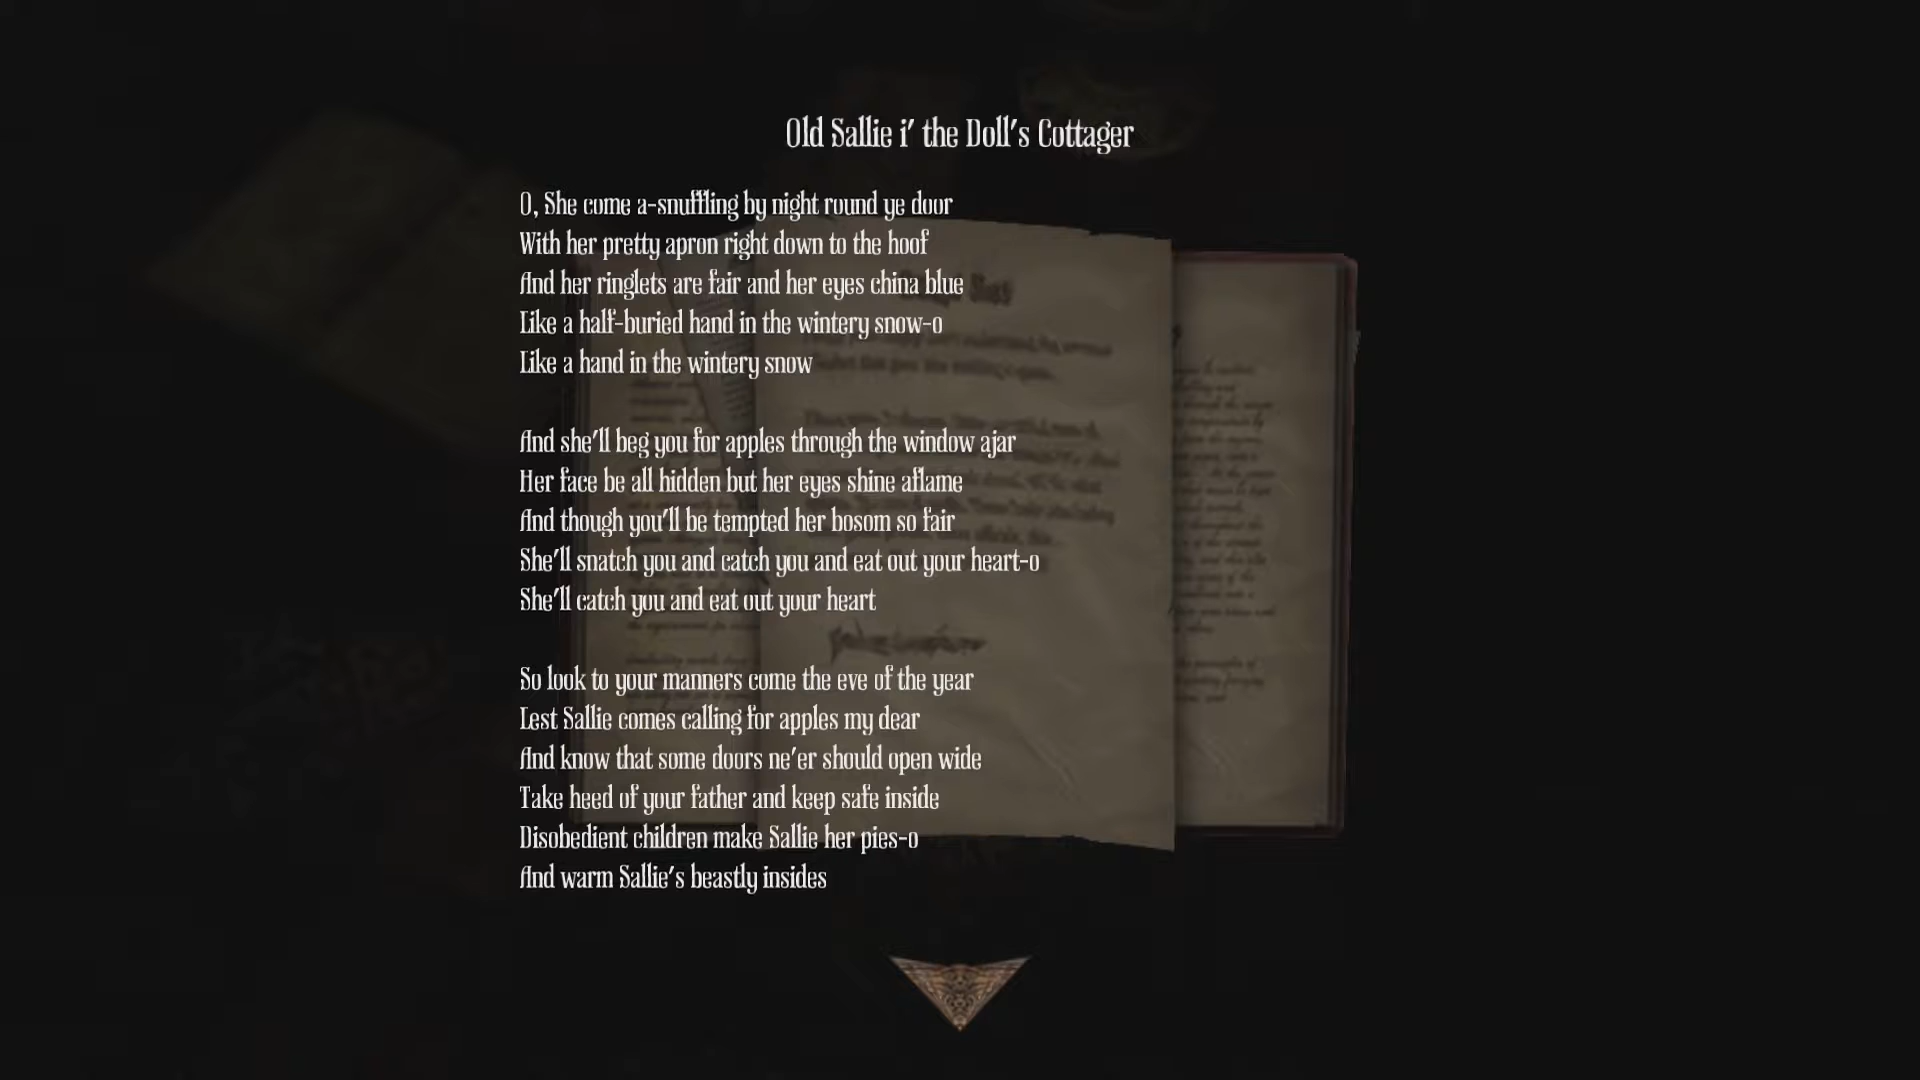 Old Sallie i' the Doll's Cottager
O, She come a-snuffling by night round ye door
With her pretty apron right down to the hoof
And her ringlets are fair and her eyes china blue
Like a half-buried hand in the wintery snow-o
Like a hand in the wintery snow
And she'll beg you for apples through the window ajar
Her face be all hidden but her eyes shine aflame
And though you'll be tempted her bosom so fair
She'll snatch you and catch you and eat out your heart-o
She'll catch you and eat out your heart
So look to your manners come the eve of the year
Lest Sallie comes calling for apples my dear
And know that some doors ne'er should open wide
Take heed of your father and keep safe inside
Disobedient children make Sallie her pies-o
And warm Sallie's beastly insides